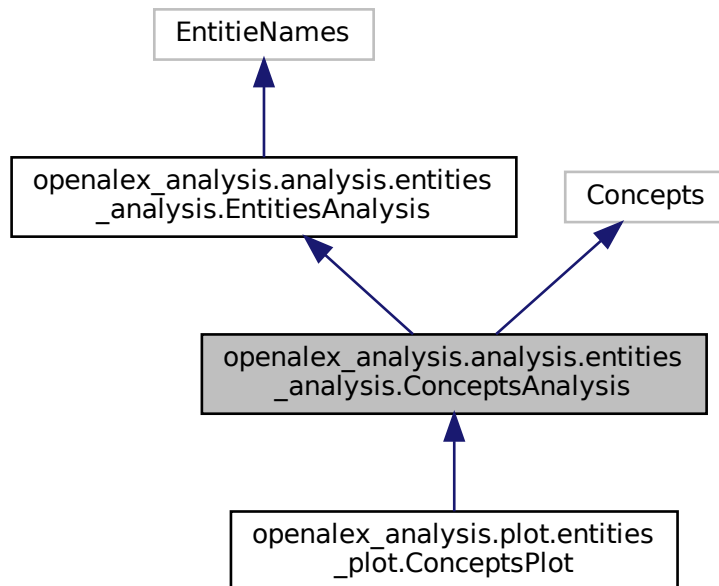 EntitieNames
openalex_analysis.analysis.entities
_analysis.EntitiesAnalysis
Concepts
openalex_analysis.analysis.entities
_analysis.ConceptsAnalysis
openalex_analysis.plot.entities
_plot.ConceptsPlot